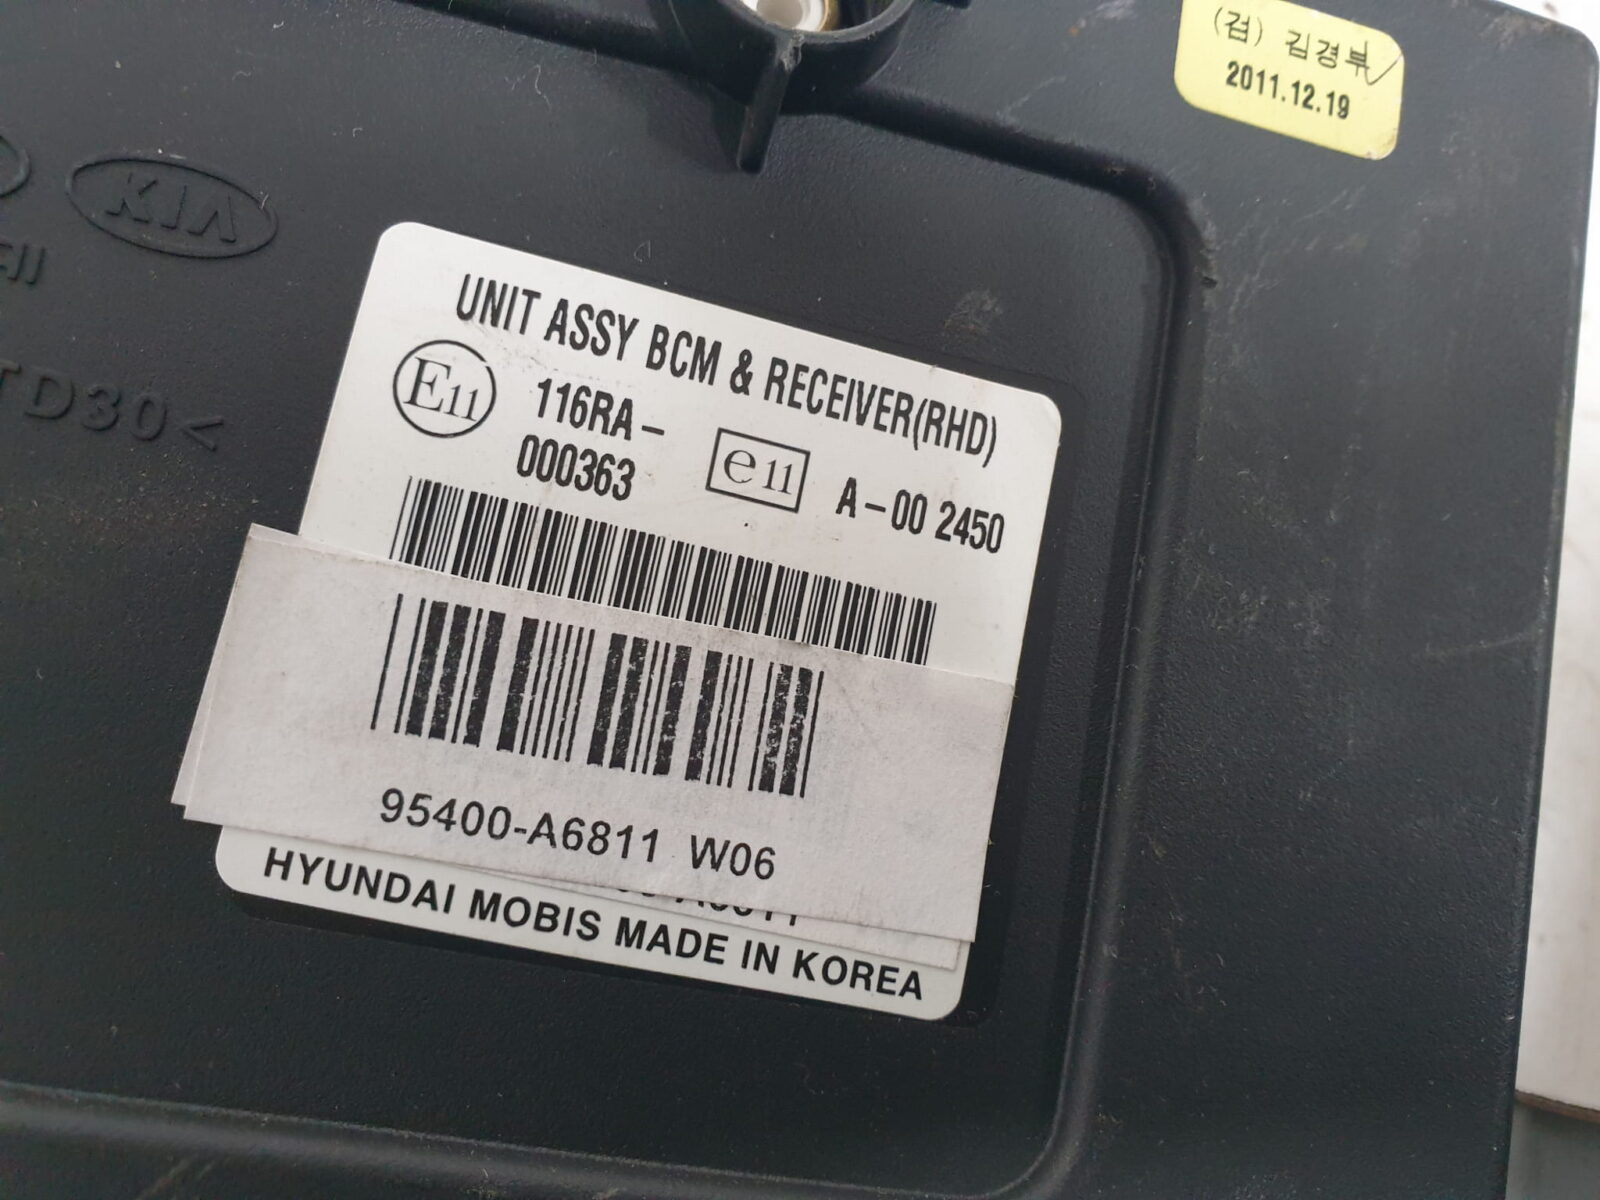 (검) 김경부
2011.12.19
KIA
TD30<
UNIT ASSY BCM & RECEIVER(RHD)
E11 116RA-
000363
e11 A-00 2450
95400-A6811 W06
HYUNDAI MOBIS MADE IN KOREA